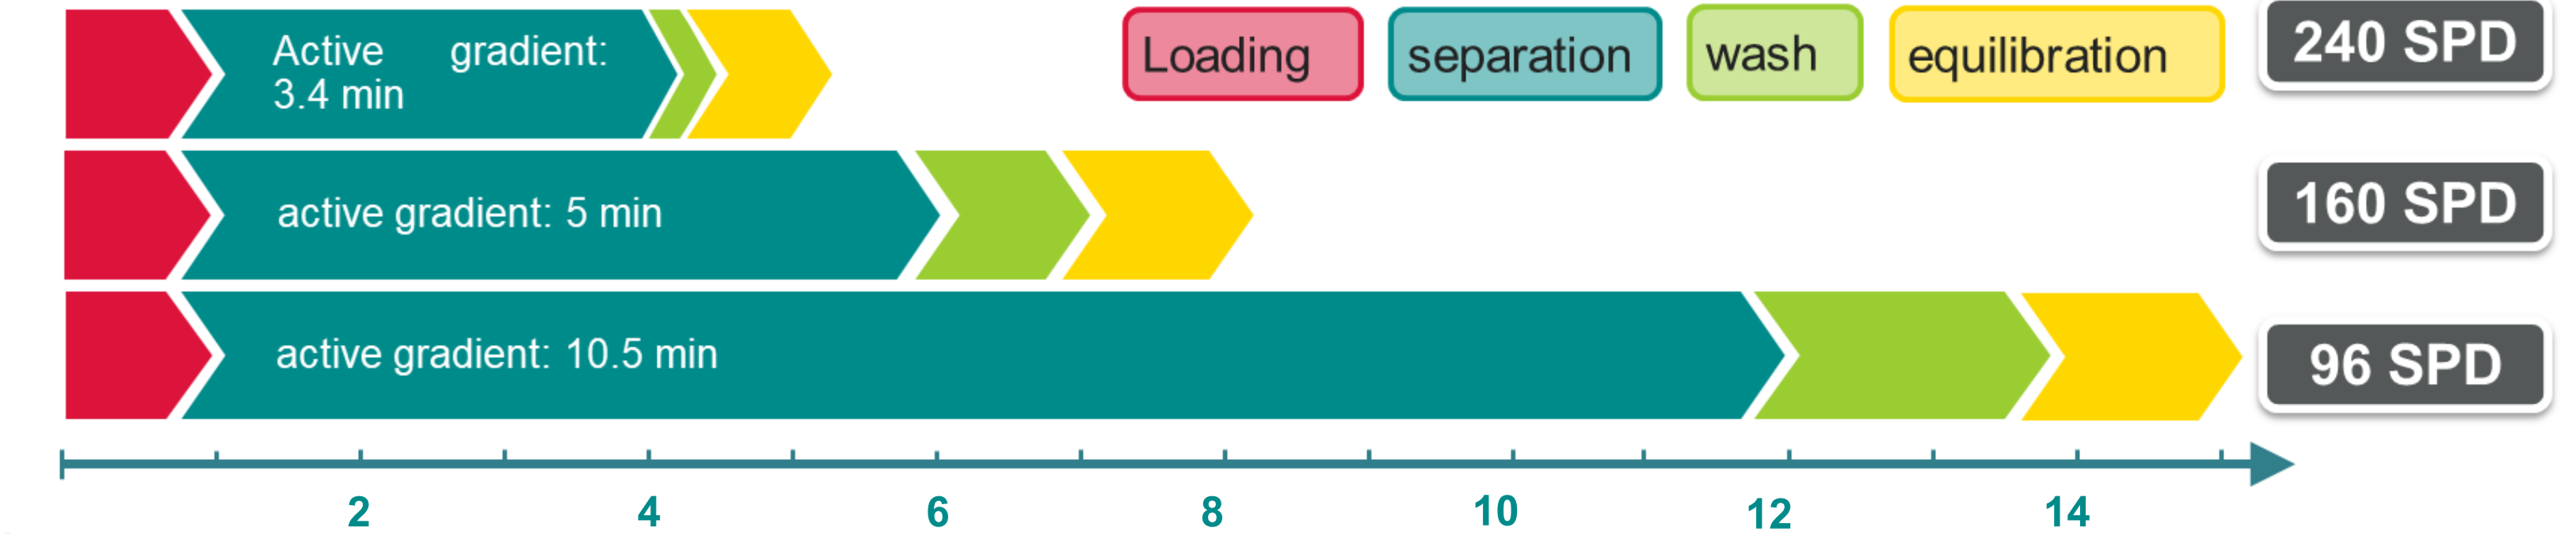 Active gradient:
3.4 min
Loading
separation
wash
equilibration
240 SPD
active gradient: 5 min
160 SPD
active gradient: 10.5 min
96 SPD
2 4 6 8 10 12 14